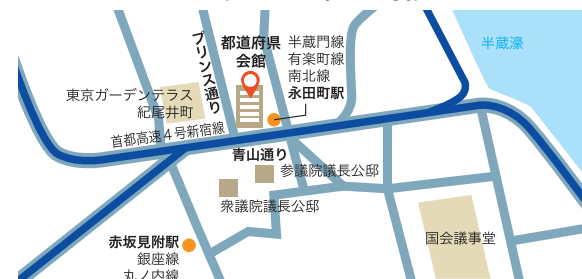 プリンス通り
都道府県
会館
半蔵門線
有楽町線
南北線
永田町駅
半蔵濠
東京ガーデンテラス
紀尾井町
首都高速4号新宿線
青山通り
参議院議長公邸
衆議院議長公邸
国会議事堂
赤坂見附駅
銀座線
丸ノ内線